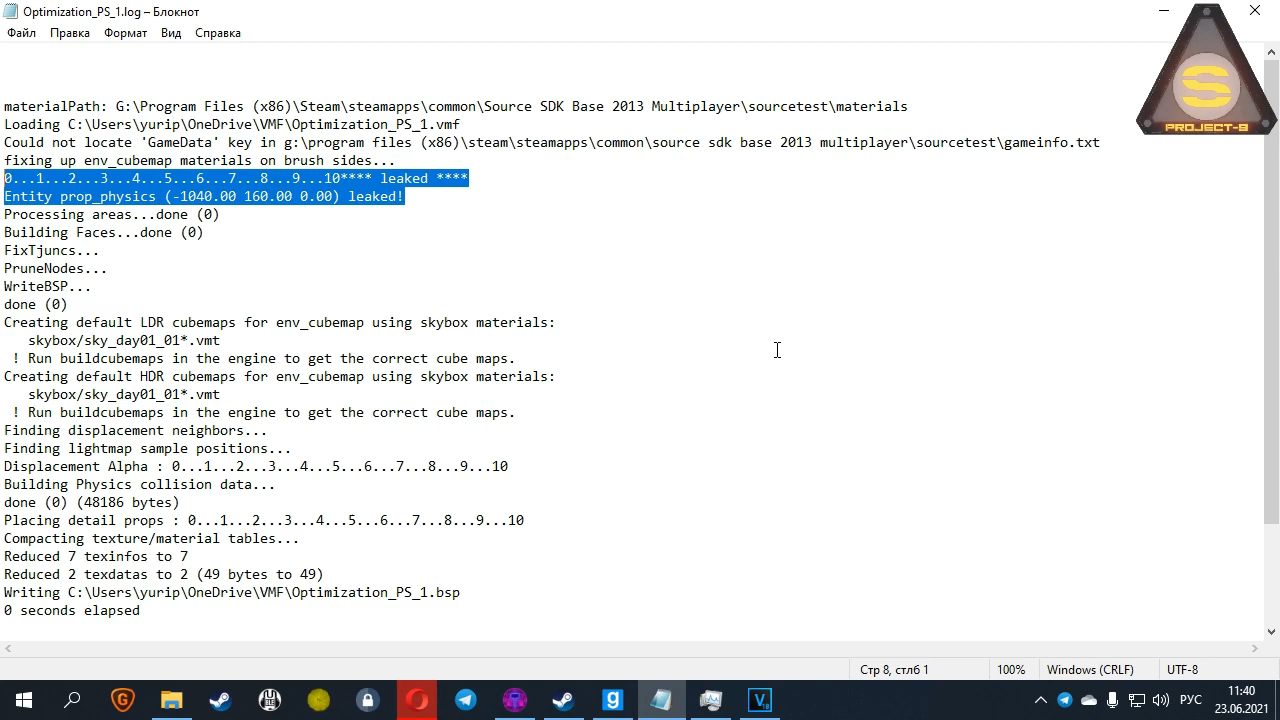 Optimization_PS_1.log – Блокнот
Файл Правка Формат Вид Справка
materialPath: G:\Program Files (x86)\Steam\steamapps\common\Source SDK Base 2013 Multiplayer\sourcetest\materials
Loading C:\Users\yurip\OneDrive\VMF\Optimization_PS_1.vmf
Could not locate 'GameData' key in g:\program files (x86)\steam\steamapps\common\source sdk base 2013 multiplayer\sourcetest\gameinfo.txt
fixing up env_cubemap materials on brush sides...
0...1...2...3...4...5...6...7...8...9...10**** leaked ****
Entity prop_physics (-1040.00 160.00 0.00) leaked!
Processing areas...done (0)
Building Faces...done (0)
FixTjuncs...
PruneNodes...
WriteBSP...
done (0)
Creating default LDR cubemaps for env_cubemap using skybox materials:
skybox/sky_day01_01*.vmt
! Run buildcubemaps in the engine to get the correct cube maps.
Creating default HDR cubemaps for env_cubemap using skybox materials:
skybox/sky_day01_01*.vmt
! Run buildcubemaps in the engine to get the correct cube maps.
Finding displacement neighbors...
Finding lightmap sample positions...
Displacement Alpha : 0...1...2...3...4...5...6...7...8...9...10
Building Physics collision data...
done (0) (48186 bytes)
Placing detail props : 0...1...2...3...4...5...6...7...8...9...10
Compacting texture/material tables...
Reduced 7 texinfos to 7
Reduced 2 texdatas to 2 (49 bytes to 49)
Writing C:\Users\yurip\OneDrive\VMF\Optimization_PS_1.bsp
0 seconds elapsed
S
PROJECT-S
Стр 8, стлб 1 100% Windows (CRLF) UTF-8
РУС
11:40
23.06.2021